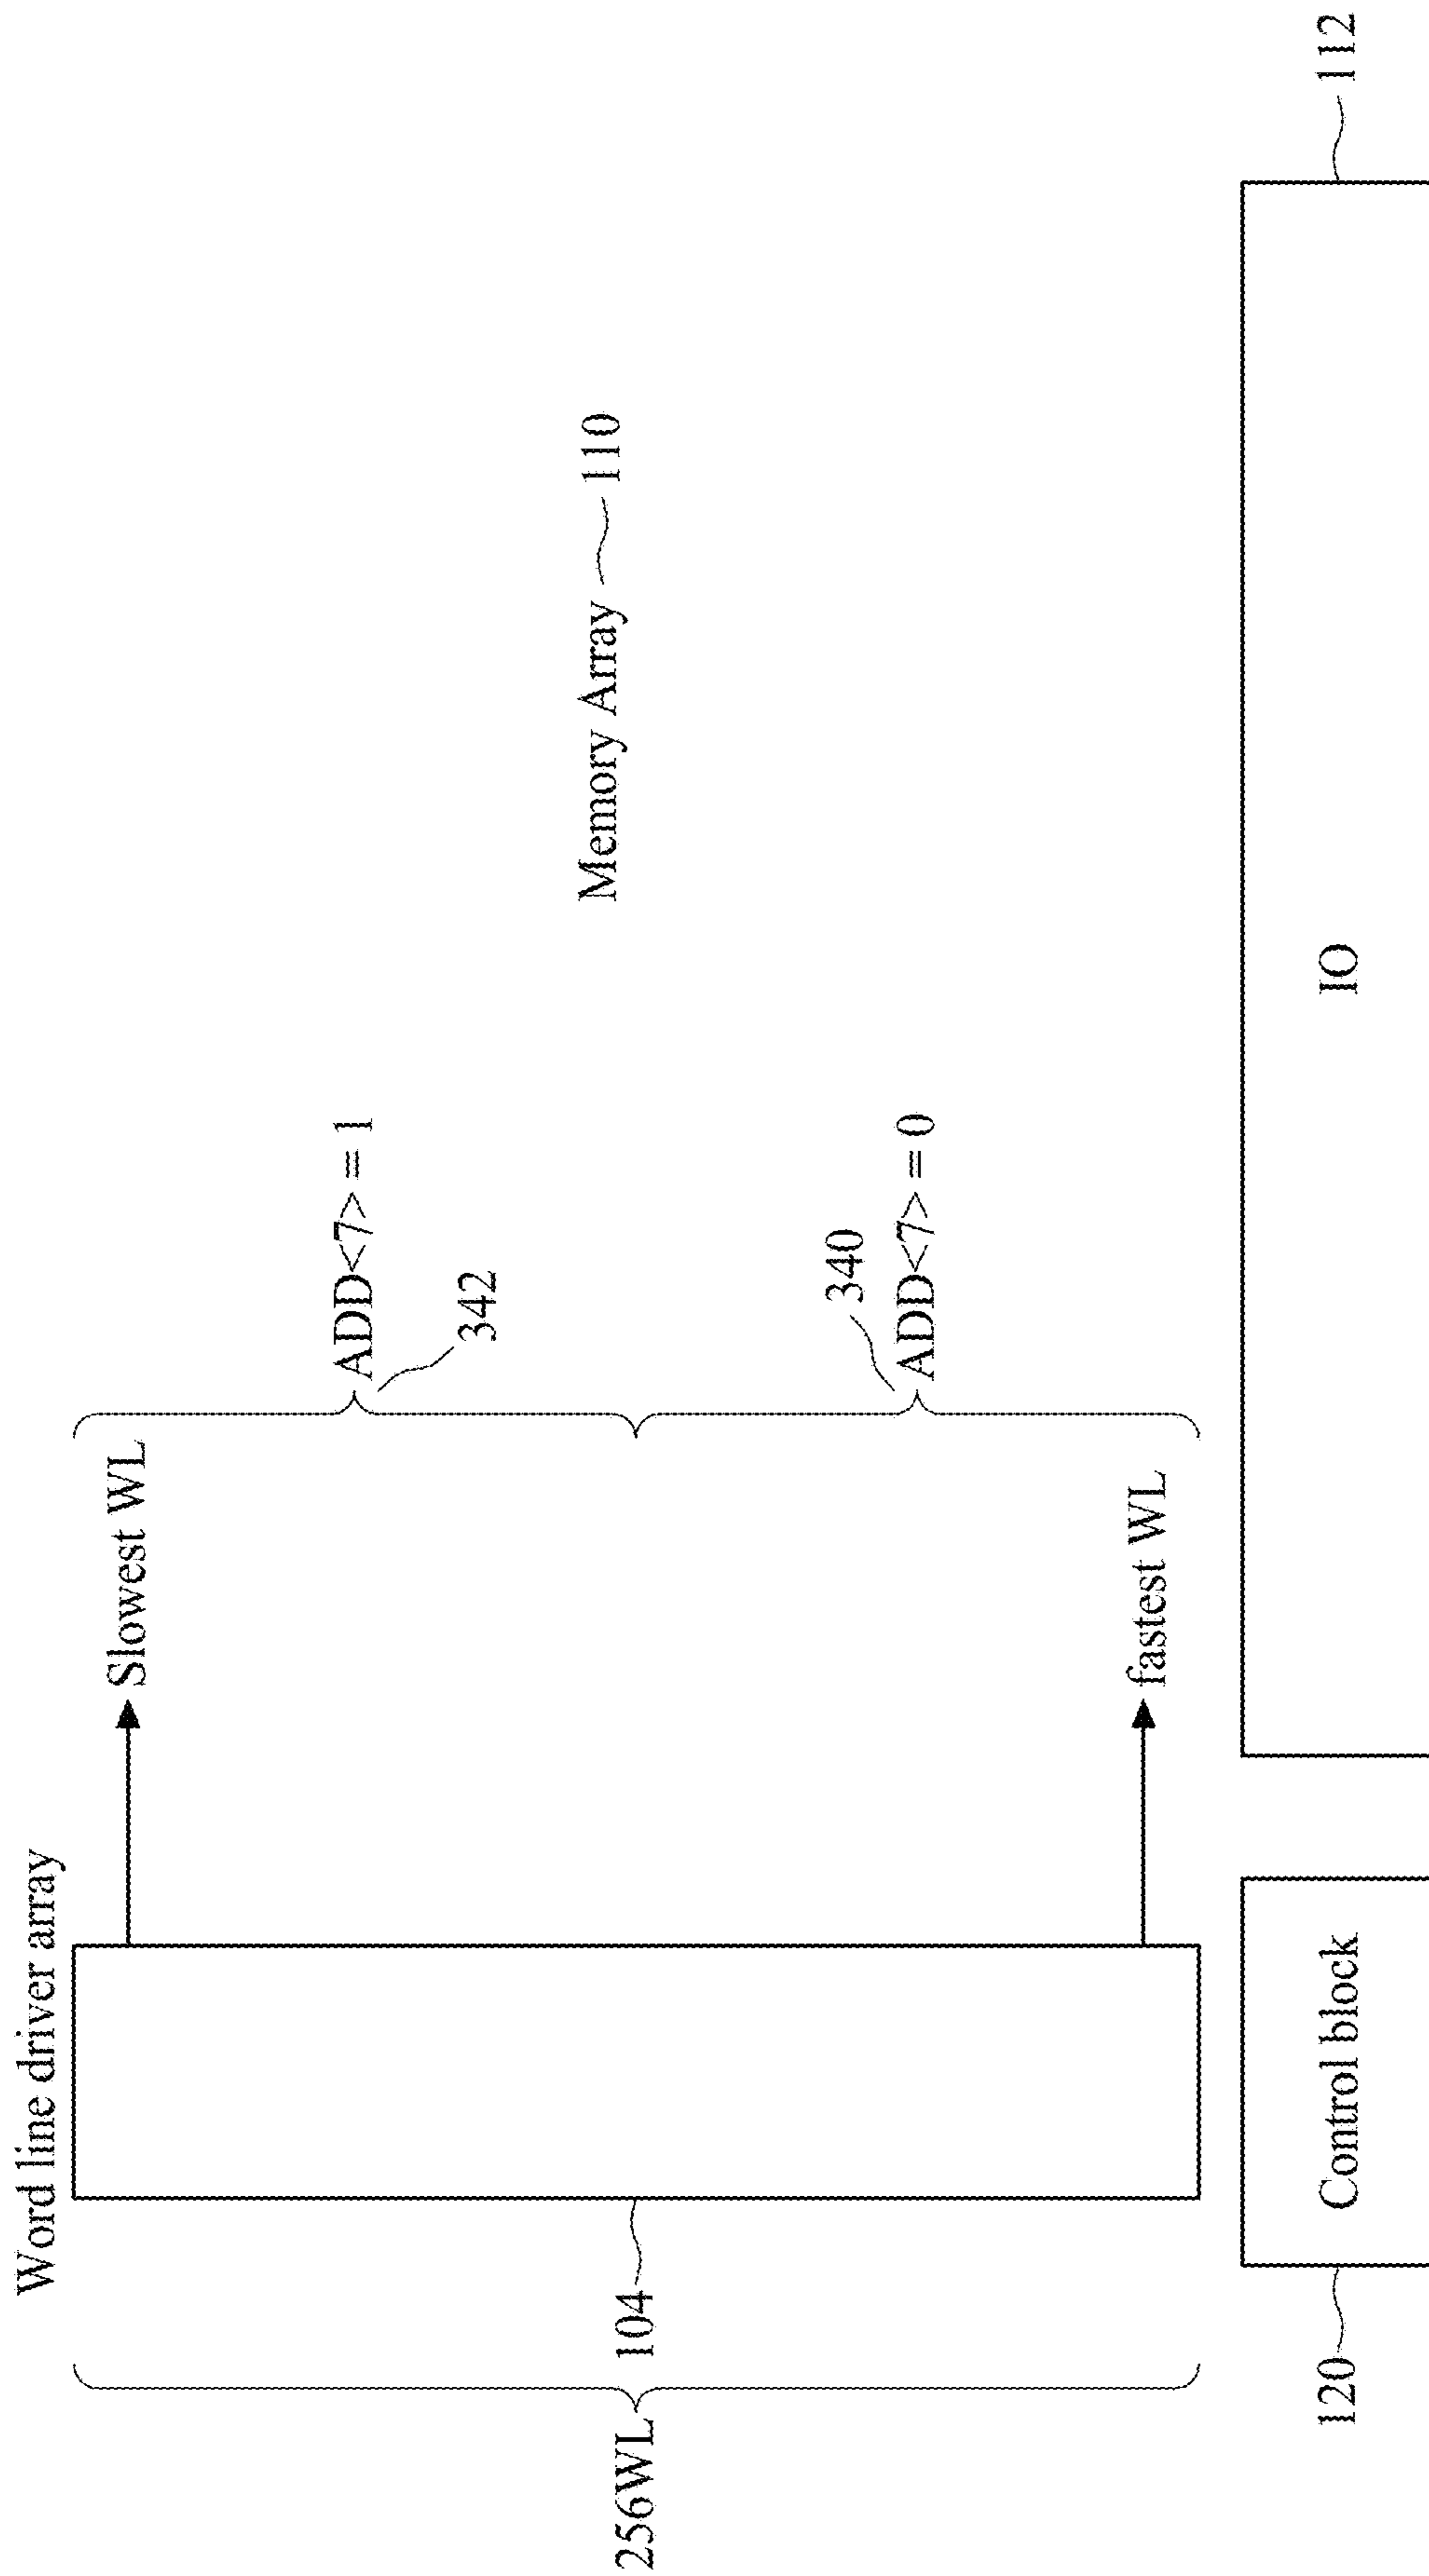 Word line driver array
Slowest WL
ADD<7> = 1
342
256WL
104
Memory Array
110
340
ADD<7> = 0
fastest WL
120
Control block
IO
112